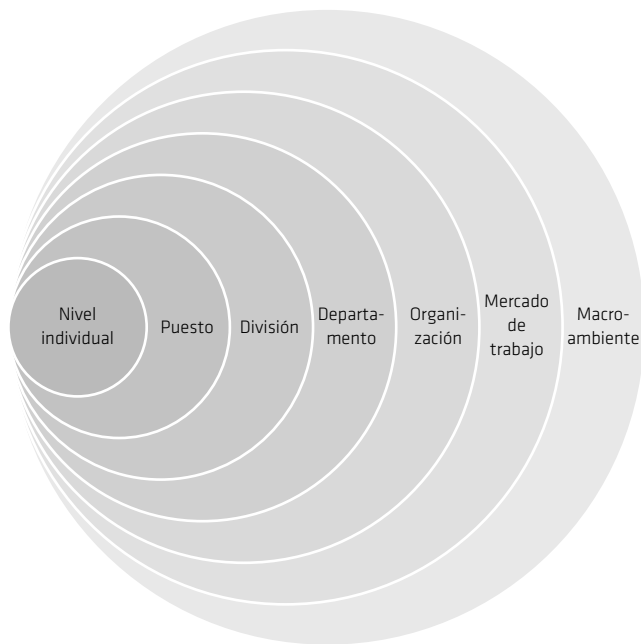 Nivel
individual
Puesto
División
Departa-
mento
Organi-
zación
Mercado
de
trabajo
Macro-
ambiente